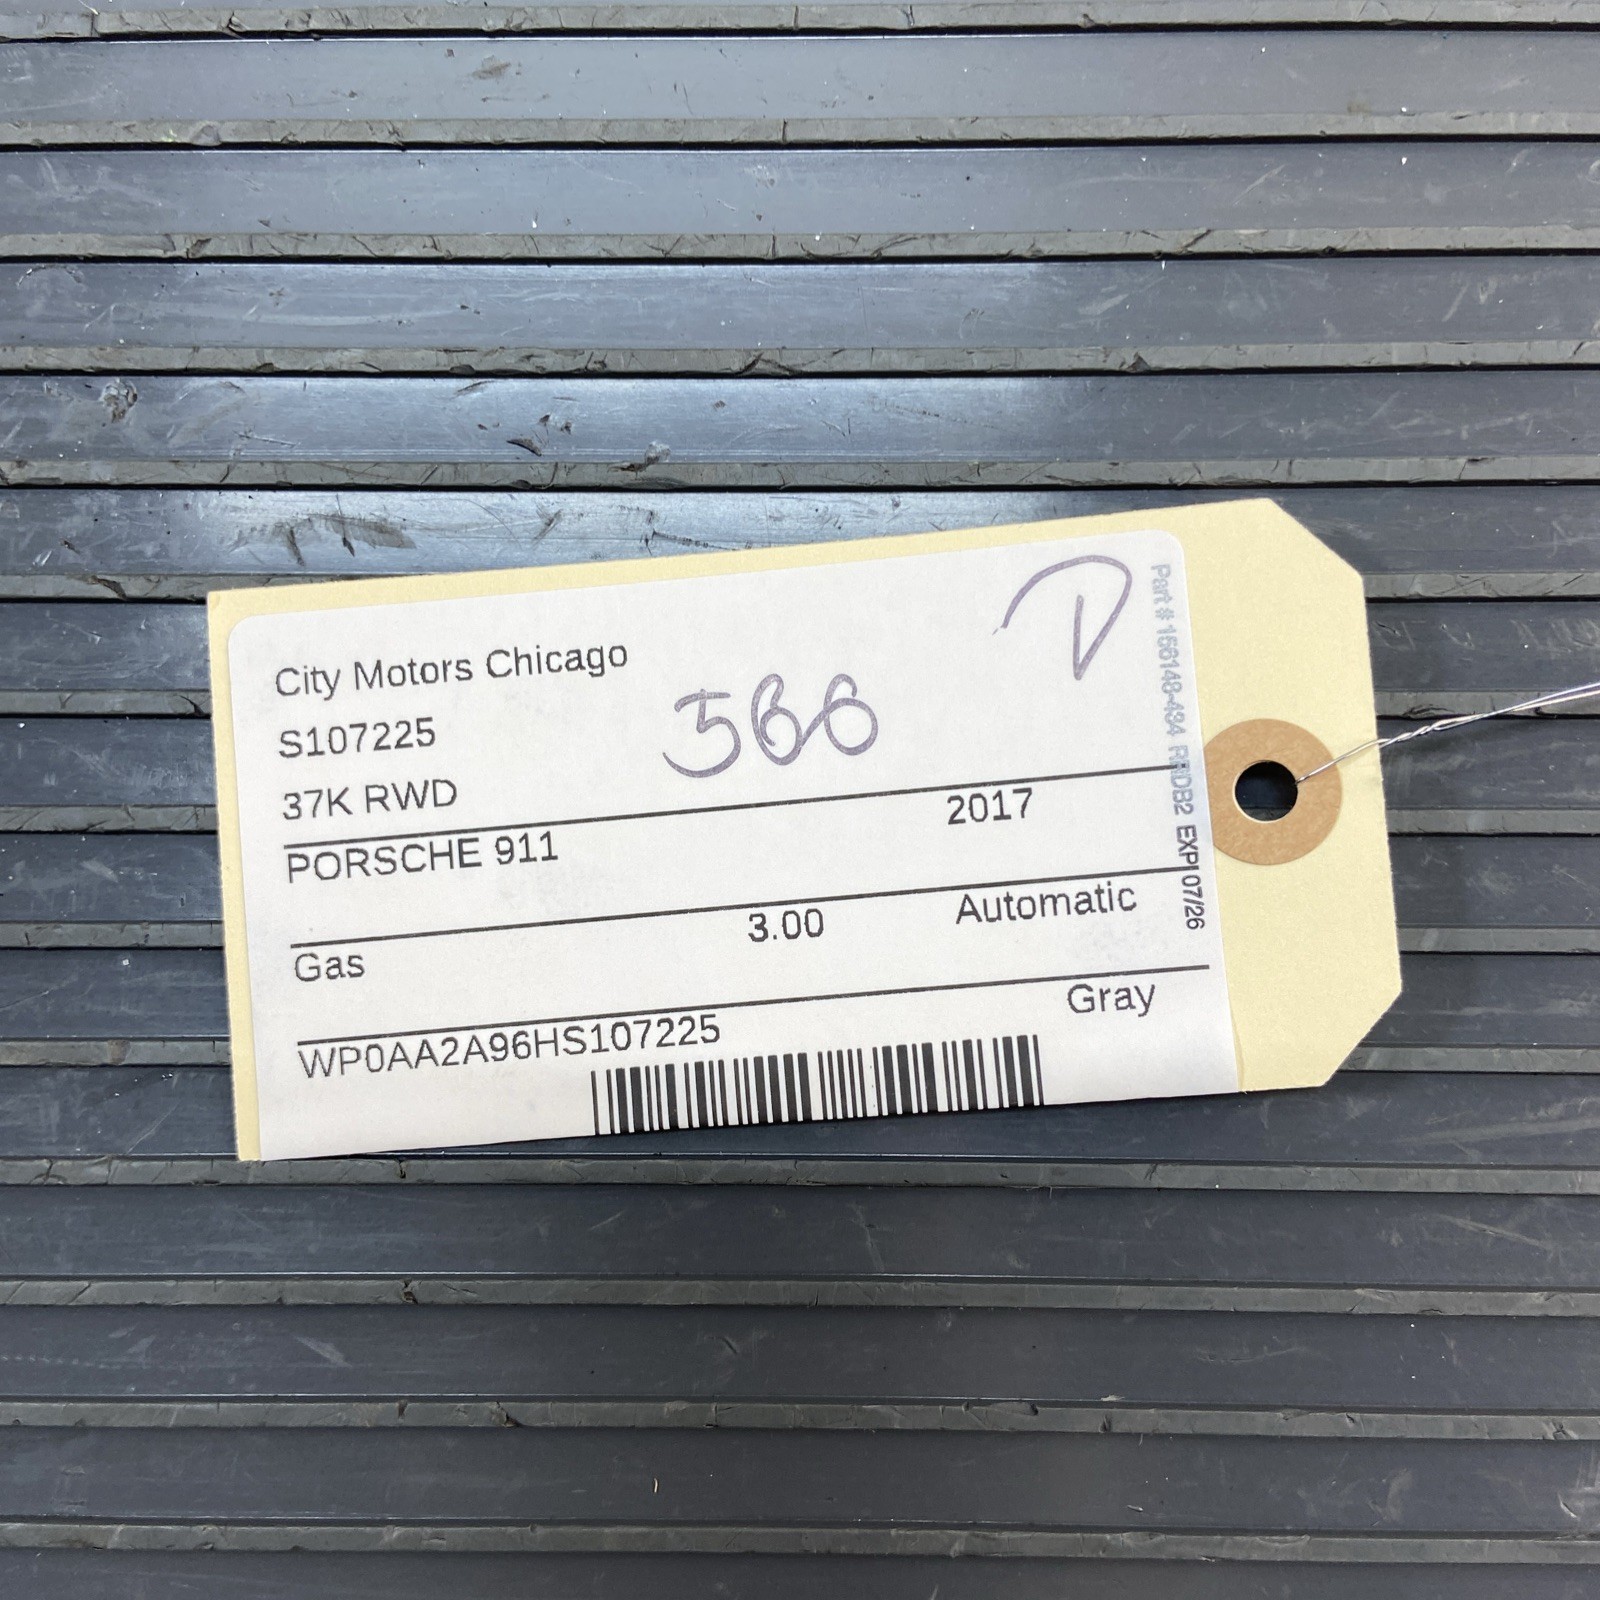 City Motors Chicago
S107225
37K RWD
566
D
PORSCHE 911 2017
Gas 3.00 Automatic
WP0AA2A96HS107225 Gray
Part # 156148-434 RRDB2 EXP 07/26